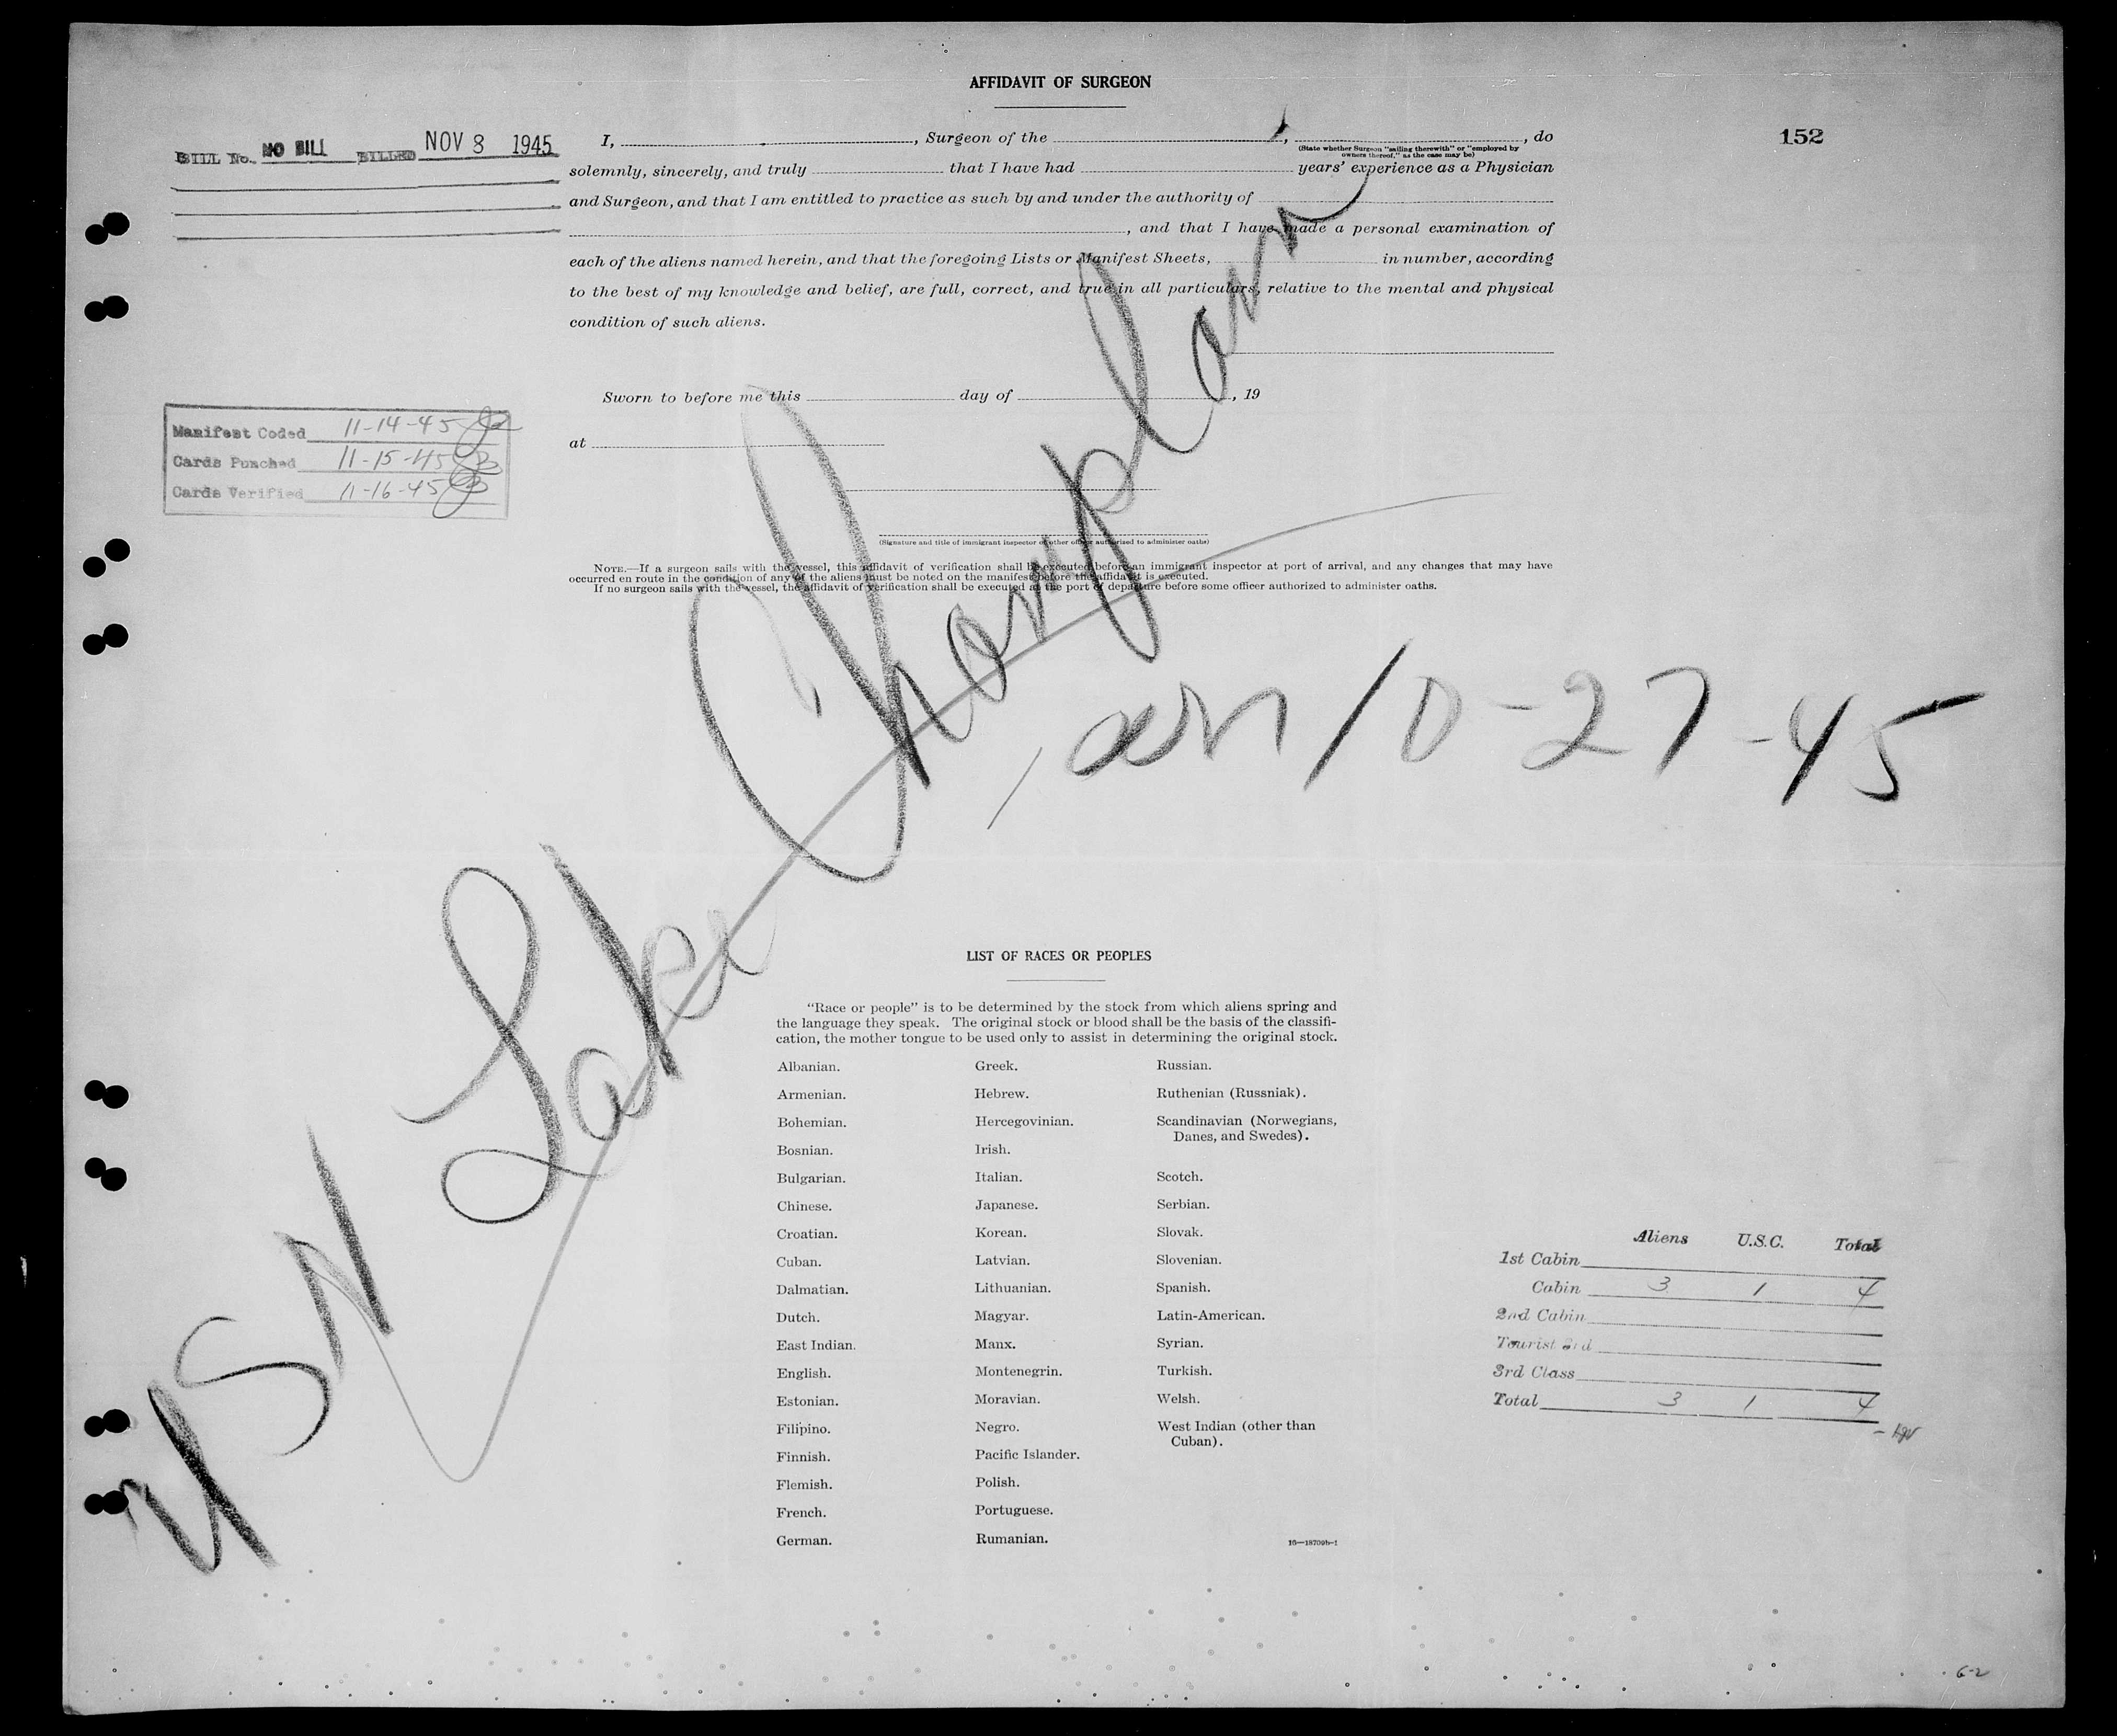 AFFIDAVIT OF SURGEON
152
BILL No. NO BILL BILLED NOV 8 1945
I, , Surgeon of the , , do
(State whether Surgeon "sailing therewith" or "employed by
owners thereof," as the case may be)
solemnly, sincerely, and truly that I have had years' experience as a Physician
and Surgeon, and that I am entitled to practice as such by and under the authority of
, and that I have made a personal examination of
each of the aliens named herein, and that the foregoing Lists or Manifest Sheets, in number, according
to the best of my knowledge and belief, are full, correct, and true in all particulars, relative to the mental and physical
condition of such aliens.
Sworn to before me this day of , 19
at
Manifest Coded 11-14-45
Cards Punched 11-15-45
Cards Verified 11-16-45
(Signature and title of immigrant inspector or other officer authorized to administer oaths)
NOTE.—If a surgeon sails with the vessel, this affidavit of verification shall be executed before an immigrant inspector at port of arrival, and any changes that may have
occurred en route in the condition of any of the aliens must be noted on the manifest before the affidavit is executed.
If no surgeon sails with the vessel, the affidavit of verification shall be executed at the port of departure before some officer authorized to administer oaths.
USN Lake Champlain
arr 10-27-45
LIST OF RACES OR PEOPLES
"Race or people" is to be determined by the stock from which aliens spring and
the language they speak. The original stock or blood shall be the basis of the classifi-
cation, the mother tongue to be used only to assist in determining the original stock.
Albanian.
Armenian.
Bohemian.
Bosnian.
Bulgarian.
Chinese.
Croatian.
Cuban.
Dalmatian.
Dutch.
East Indian.
English.
Estonian.
Filipino.
Finnish.
Flemish.
French.
German.
Greek.
Hebrew.
Hercegovinian.
Irish.
Italian.
Japanese.
Korean.
Latvian.
Lithuanian.
Magyar.
Manx.
Montenegrin.
Moravian.
Negro.
Pacific Islander.
Polish.
Portuguese.
Rumanian.
Russian.
Ruthenian (Russniak).
Scandinavian (Norwegians,
Danes, and Swedes).
Scotch.
Serbian.
Slovak.
Slovenian.
Spanish.
Latin-American.
Syrian.
Turkish.
Welsh.
West Indian (other than
Cuban).
Aliens U.S.C. Total
1st Cabin
Cabin 3 1 4
2nd Cabin
Tourist 3rd
3rd Class
Total 3 1 4
6-2